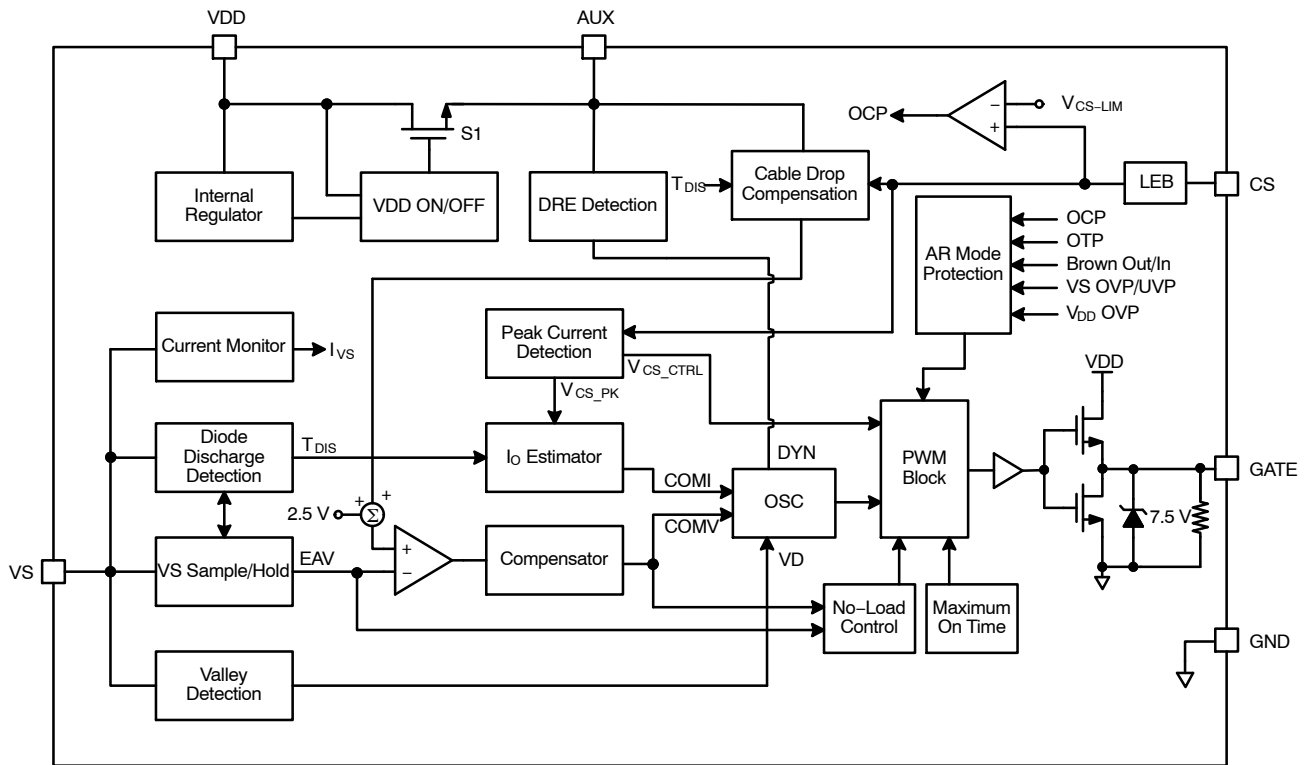 VDD
AUX
S1
OCP
−
+
VCS−LIM
Internal
Regulator
VDD ON/OFF
DRE Detection
TDIS
Cable Drop
Compensation
LEB
CS
AR Mode
Protection
OCP
OTP
Brown Out/In
VS OVP/UVP
VDD OVP
Current Monitor
IVS
Peak Current
Detection
VCS_CTRL
VCS_PK
VDD
Diode
Discharge
Detection
TDIS
IO Estimator
COMI
DYN
OSC
COMV
VD
PWM
Block
GATE
7.5 V
2.5 V
+
+
Σ
VS
VS Sample/Hold
EAV
+
−
Compensator
No−Load
Control
Maximum
On Time
GND
Valley
Detection